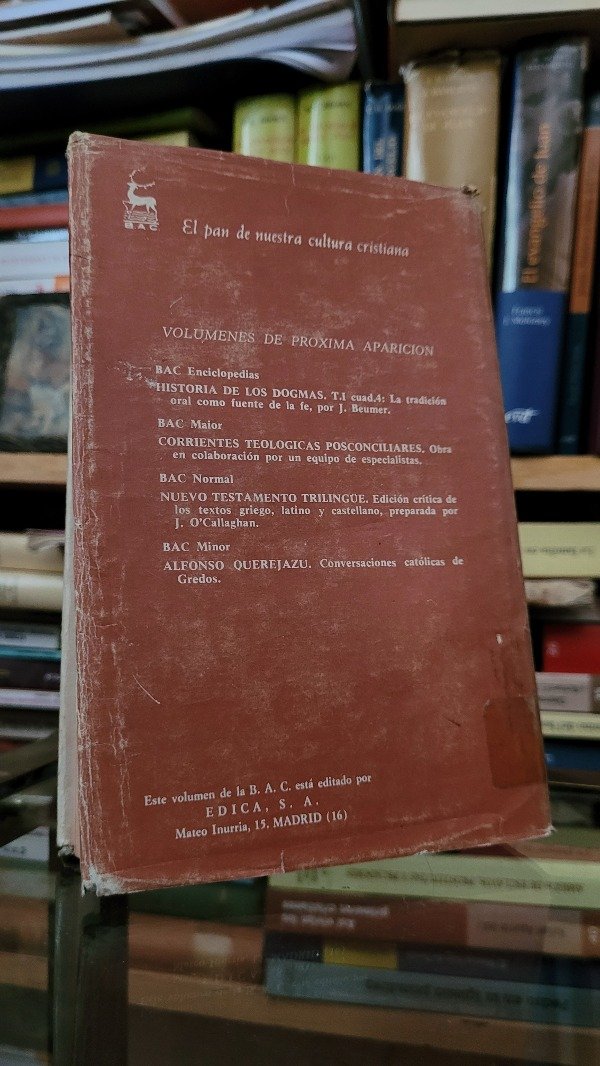 BAC
El pan de nuestra cultura cristiana
VOLUMENES DE PROXIMA APARICION
BAC Enciclopedias
HISTORIA DE LOS DOGMAS. T.I cuad.4: La tradición
oral como fuente de la fe, por J. Beumer.
BAC Maior
CORRIENTES TEOLOGICAS POSCONCILIARES. Obra
en colaboración por un equipo de especialistas.
BAC Normal
NUEVO TESTAMENTO TRILINGÜE. Edición crítica de
los textos griego, latino y castellano, preparada por
J. O'Callaghan.
BAC Minor
ALFONSO QUEREJAZU. Conversaciones católicas de
Gredos.
Este volumen de la B. A. C. está editado por
EDICA, S. A.
Mateo Inurria, 15. MADRID (16)
El evangelio de Juan